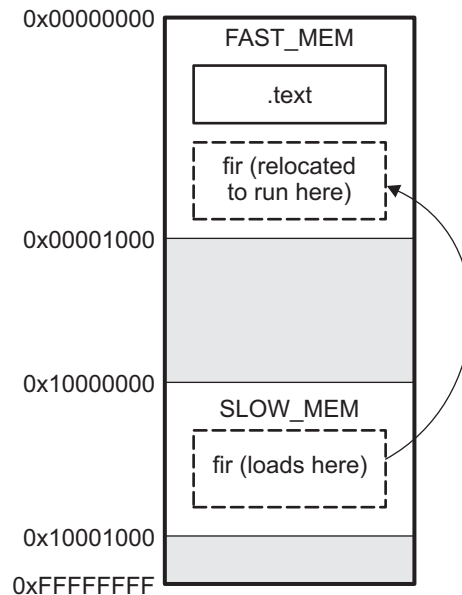 0x00000000
FAST_MEM
.text
fir (relocated
to run here)
0x00001000
0x10000000
SLOW_MEM
fir (loads here)
0x10001000
0xFFFFFFFF